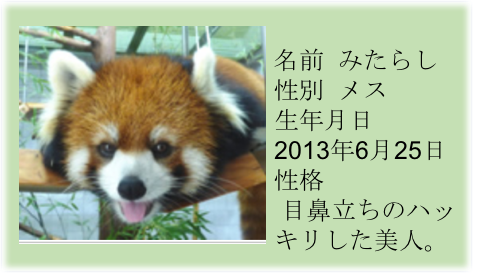 名前 みたらし
性別 メス
生年月日
2013年6月25日
性格
目鼻立ちのハッ
キリした美人。